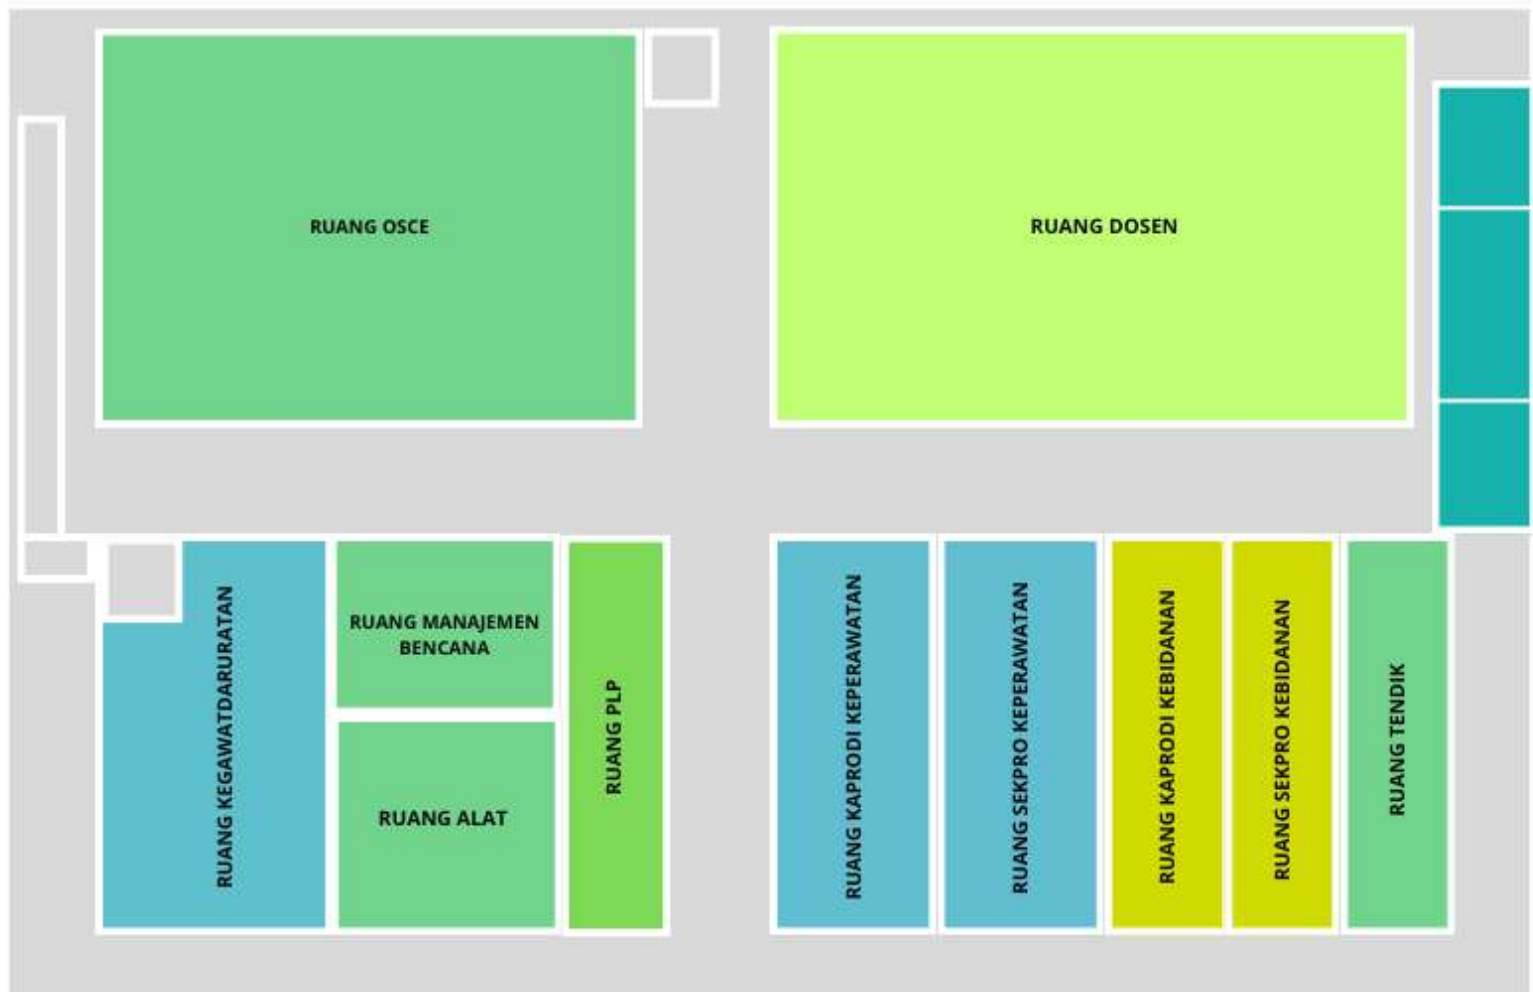 RUANG OSCE
RUANG DOSEN
RUANG KEGAWATDARURATAN
RUANG MANAJEMEN
BENCANA
RUANG ALAT
RUANG PLP
RUANG KAPRODI KEPERAWATAN
RUANG SEKPRO KEPERAWATAN
RUANG KAPRODI KEBIDANAN
RUANG SEKPRO KEBIDANAN
RUANG TENDIK